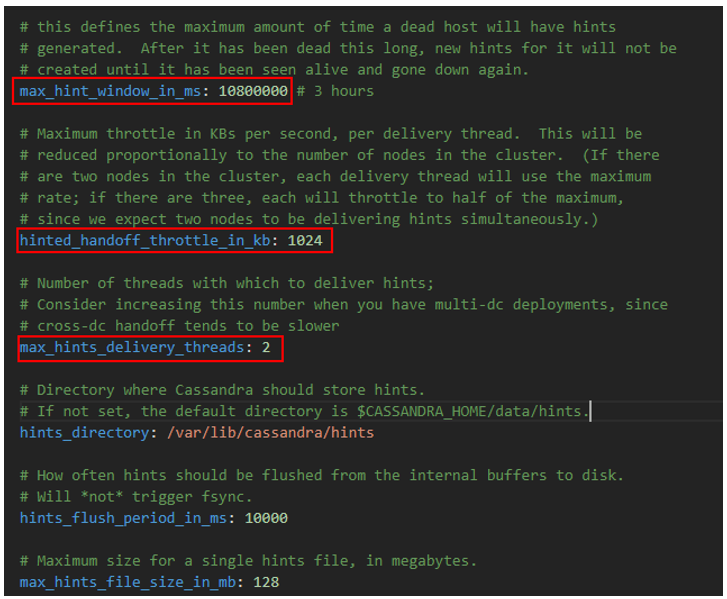 # this defines the maximum amount of time a dead host will have hints
# generated.  After it has been dead this long, new hints for it will not be
# created until it has been seen alive and gone down again.
max_hint_window_in_ms: 10800000 # 3 hours
# Maximum throttle in KBs per second, per delivery thread.  This will be
# reduced proportionally to the number of nodes in the cluster.  (If there
# are two nodes in the cluster, each delivery thread will use the maximum
# rate; if there are three, each will throttle to half of the maximum,
# since we expect two nodes to be delivering hints simultaneously.)
hinted_handoff_throttle_in_kb: 1024
# Number of threads with which to deliver hints;
# Consider increasing this number when you have multi-dc deployments, since
# cross-dc handoff tends to be slower
max_hints_delivery_threads: 2
# Directory where Cassandra should store hints.
# If not set, the default directory is $CASSANDRA_HOME/data/hints.
hints_directory: /var/lib/cassandra/hints
# How often hints should be flushed from the internal buffers to disk.
# Will *not* trigger fsync.
hints_flush_period_in_ms: 10000
# Maximum size for a single hints file, in megabytes.
max_hints_file_size_in_mb: 128